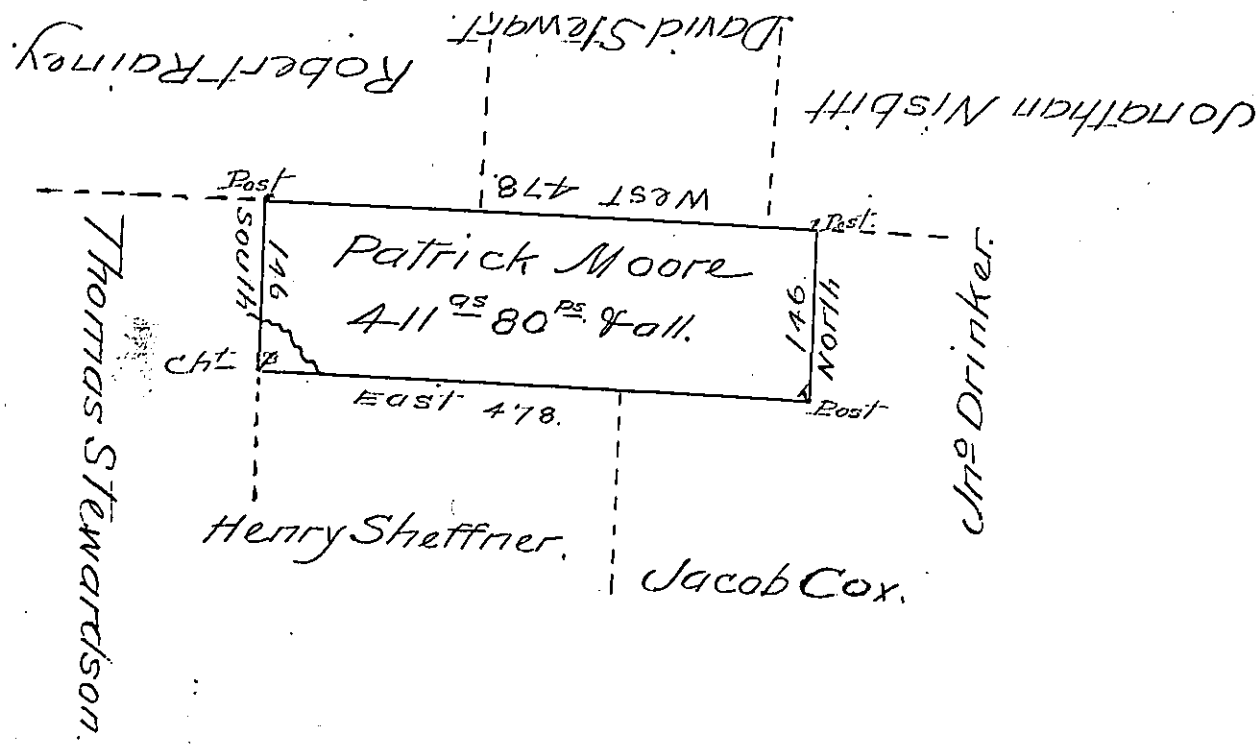 David Stewart.
Robert Rainey.
Jonathan Nisbitt
Post
West 478.
Post.
South 146
Patrick Moore
411 as 80 ps. & all.
146. North
Thomas Stewardson.
Jno Drinker.
Cht
East 478.
Post
Henry Sheffner.
Jacob Cox.